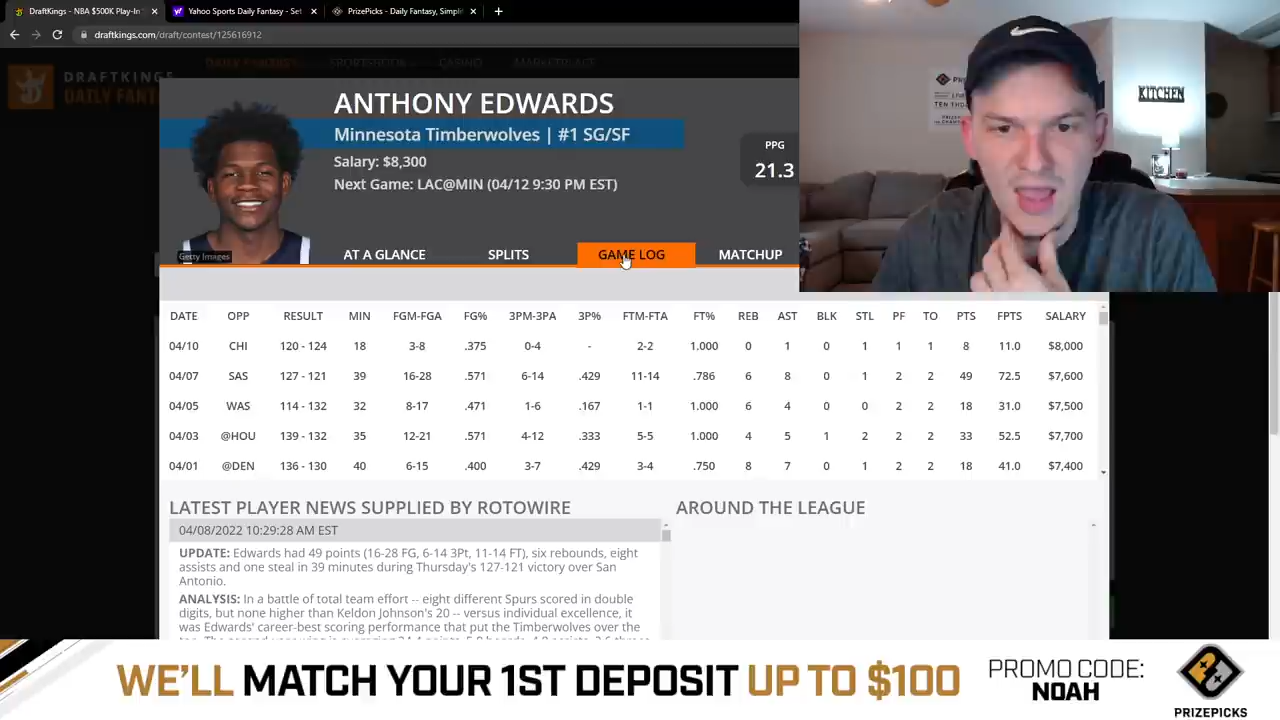 DraftKings - NBA $500K Play-In
Yahoo Sports Daily Fantasy - Set
PrizePicks - Daily Fantasy, Simpli
draftkings.com/draft/contest/125616912
DRAFTKINGS
DAILY FANTASY
SPORTSBOOK
CASINO
MARKETPLACE
ANTHONY EDWARDS
Minnesota Timberwolves | #1 SG/SF
Salary: $8,300
Next Game: LAC@MIN (04/12 9:30 PM EST)
PPG
21.3
Getty Images
KITCHEN
AT A GLANCE SPLITS GAME LOG MATCHUP
DATE OPP RESULT MIN FGM-FGA FG% 3PM-3PA 3P% FTM-FTA FT% REB AST BLK STL PF TO PTS FPTS SALARY
04/10 CHI 120 - 124 18 3-8 .375 0-4 - 2-2 1.000 0 1 0 1 1 1 8 11.0 $8,000
04/07 SAS 127 - 121 39 16-28 .571 6-14 .429 11-14 .786 6 8 0 1 2 2 49 72.5 $7,600
04/05 WAS 114 - 132 32 8-17 .471 1-6 .167 1-1 1.000 6 4 0 0 2 2 18 31.0 $7,500
04/03 @HOU 139 - 132 35 12-21 .571 4-12 .333 5-5 1.000 4 5 1 2 2 2 33 52.5 $7,700
04/01 @DEN 136 - 130 40 6-15 .400 3-7 .429 3-4 .750 8 7 0 1 2 2 18 41.0 $7,400
LATEST PLAYER NEWS SUPPLIED BY ROTOWIRE
AROUND THE LEAGUE
04/08/2022 10:29:28 AM EST
UPDATE: Edwards had 49 points (16-28 FG, 6-14 3Pt, 11-14 FT), six rebounds, eight
assists and one steal in 39 minutes during Thursday's 127-121 victory over San
Antonio.
ANALYSIS: In a battle of total team effort -- eight different Spurs scored in double
digits, but none higher than Keldon Johnson's 20 -- versus individual excellence, it
was Edwards' career-best scoring performance that put the Timberwolves over the
WE'LL MATCH YOUR 1ST DEPOSIT UP TO $100
PROMO CODE:
NOAH
PRIZEPICKS